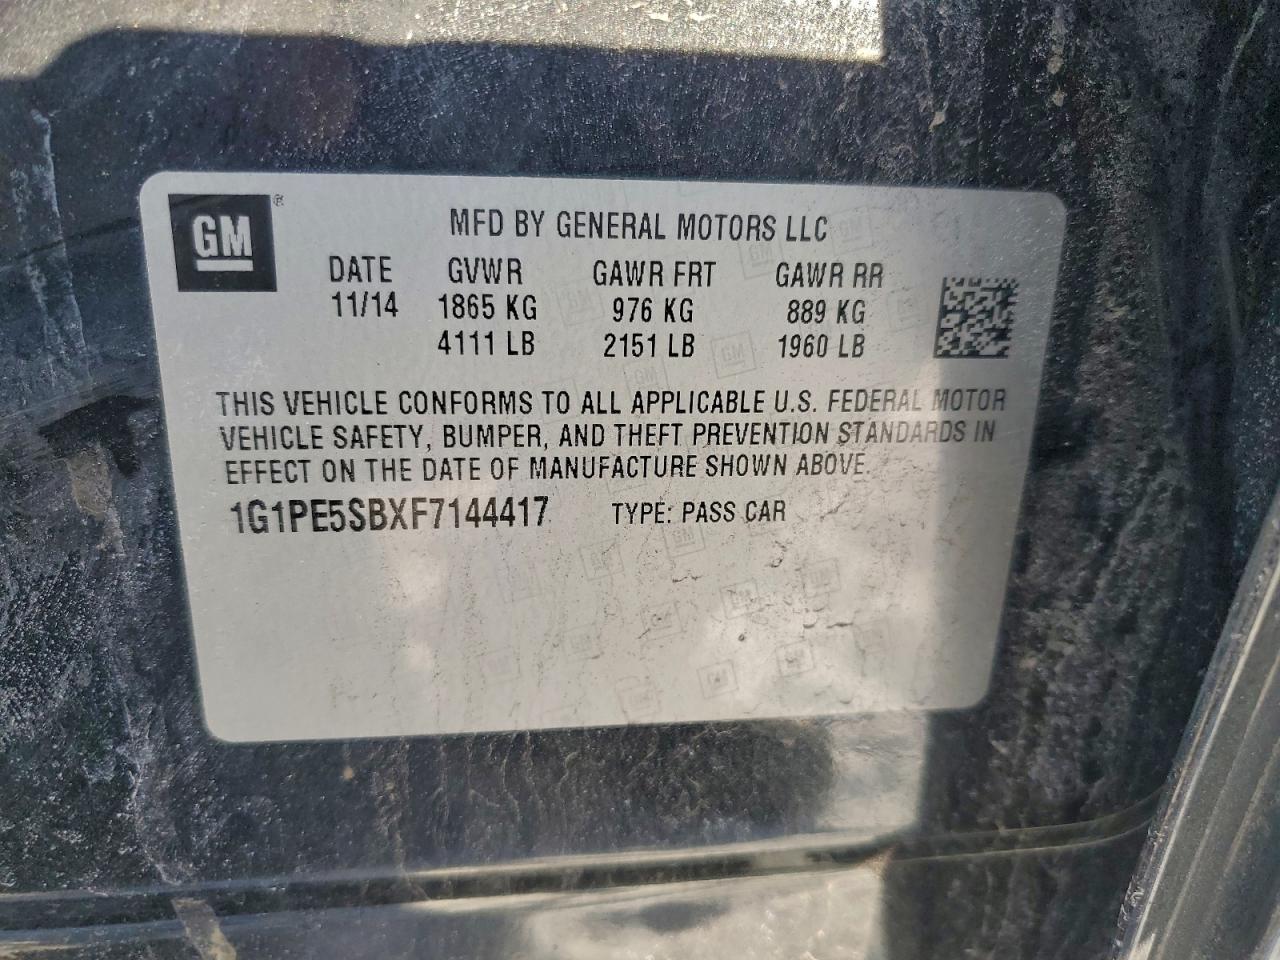 GM®
MFD BY GENERAL MOTORS LLC
DATE GVWR GAWR FRT GAWR RR
11/14 1865 KG 976 KG 889 KG
4111 LB 2151 LB 1960 LB
THIS VEHICLE CONFORMS TO ALL APPLICABLE U.S. FEDERAL MOTOR
VEHICLE SAFETY, BUMPER, AND THEFT PREVENTION STANDARDS IN
EFFECT ON THE DATE OF MANUFACTURE SHOWN ABOVE.
1G1PE5SBXF7144417 TYPE: PASS CAR